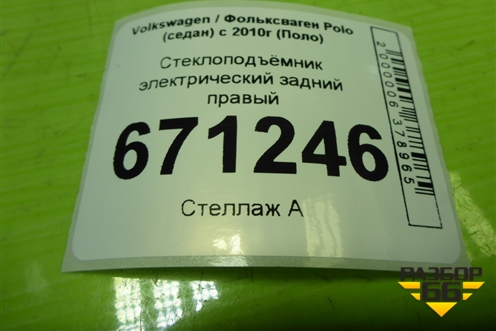 Volkswagen / Фольксваген Polo
(седан) с 2010г (Поло)
Стеклоподъёмник
электрический задний
правый
671246
Стеллаж А
2000006378965
РАЗБОР
66